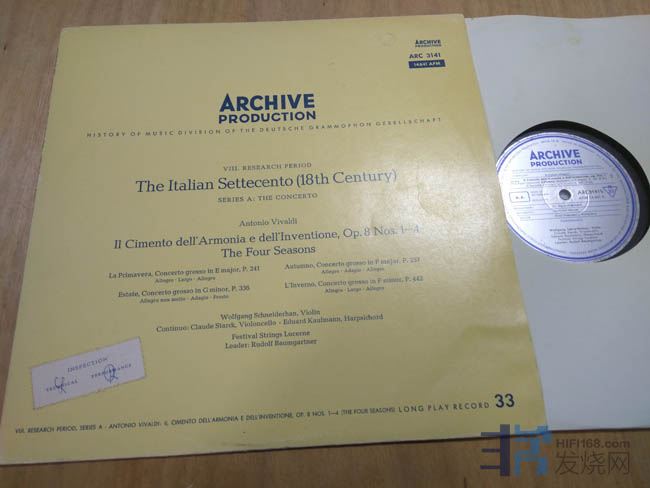 ARCHIVE
PRODUCTION
ARC 3141
14641 APM
ARCHIVE
PRODUCTION
HISTORY OF MUSIC DIVISION OF THE DEUTSCHE GRAMMOPHON GESELLSCHAFT
VIII. RESEARCH PERIOD
The Italian Settecento (18th Century)
SERIES A: THE CONCERTO
Antonio Vivaldi
Il Cimento dell'Armonia e dell'Inventione, Op. 8 Nos. 1—4
The Four Seasons
La Primavera, Concerto grosso in E major, P. 241
Allegro - Largo - Allegro
Estate, Concerto grosso in G minor, P. 336
Allegro non molto - Adagio - Presto
Autumno, Concerto grosso in F major, P. 257
Allegro - Adagio - Allegro
L'Inverno, Concerto grosso in F minor, P. 442
Allegro - Largo - Allegro
Wolfgang Schneiderhan, Violin
Continuo: Claude Starck, Violoncello - Eduard Kaufmann, Harpsichord
Festival Strings Lucerne
Leader: Rudolf Baumgartner
INSPECTION
TECHNICAL PERFORMANCE
VIII. RESEARCH PERIOD, SERIES A · ANTONIO VIVALDI: IL CIMENTO DELL'ARMONIA E DELL'INVENTIONE, OP. 8 NOS. 1—4 (THE FOUR SEASONS) LONG PLAY RECORD 33
ARCHIVE
PRODUCTION
33
HIFI168.com
发烧网